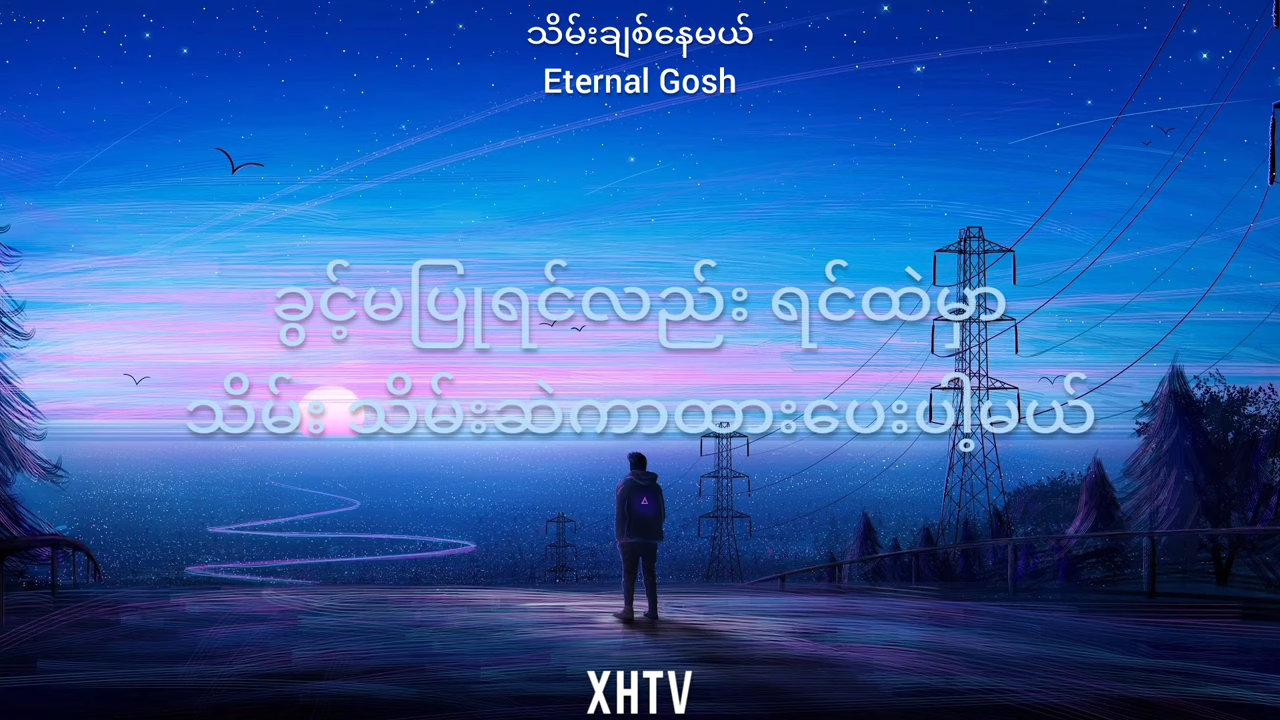 သိမ်းချစ်နေမယ်
Eternal Gosh
ခွင့်မပြုရင်လည်း ရင်ထဲမှာ
သိမ်း သိမ်းဆဲကာထားပေးပါ့မယ်
XHTV